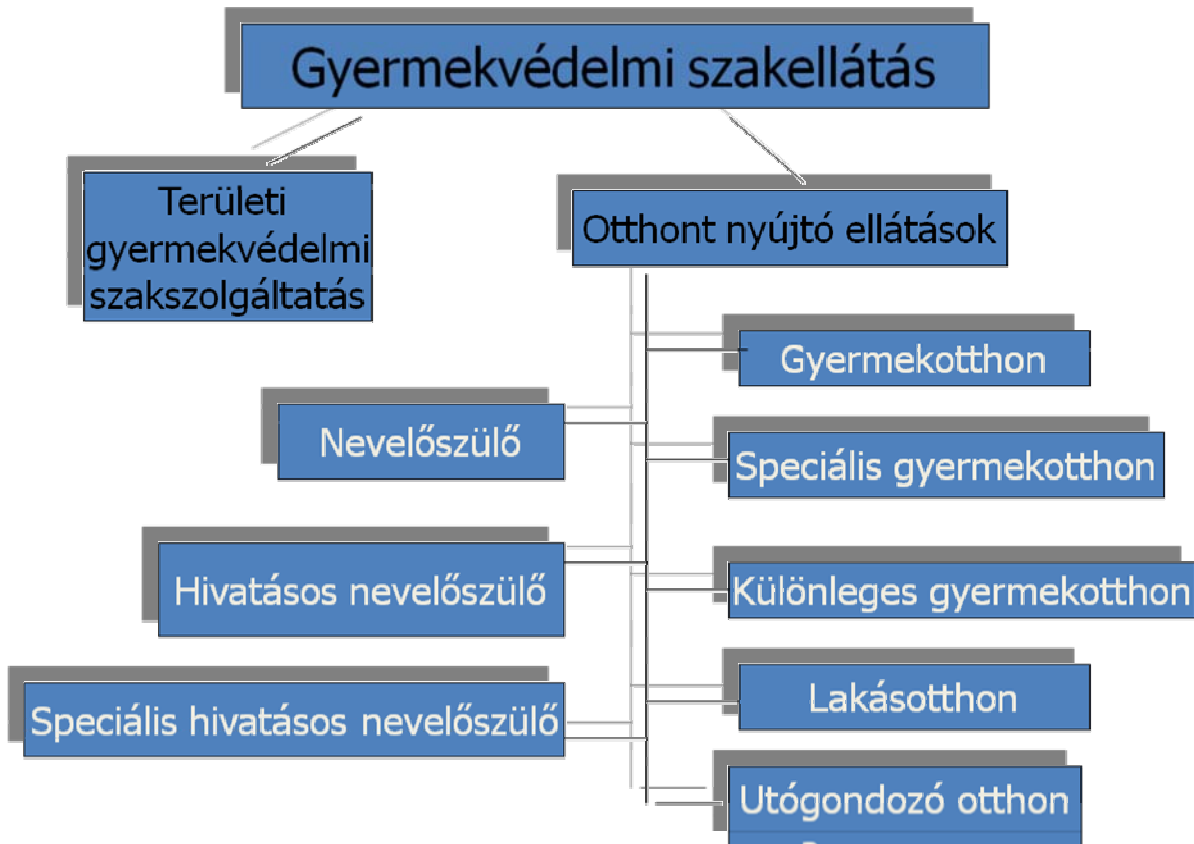 Gyermekvédelmi szakellátás
Területi
gyermekvédelmi
szakszolgáltatás
Otthont nyújtó ellátások
Gyermekotthon
Nevelőszülő
Speciális gyermekotthon
Hivatásos nevelőszülő
Különleges gyermekotthon
Lakásotthon
Speciális hivatásos nevelőszülő
Utógondozó otthon